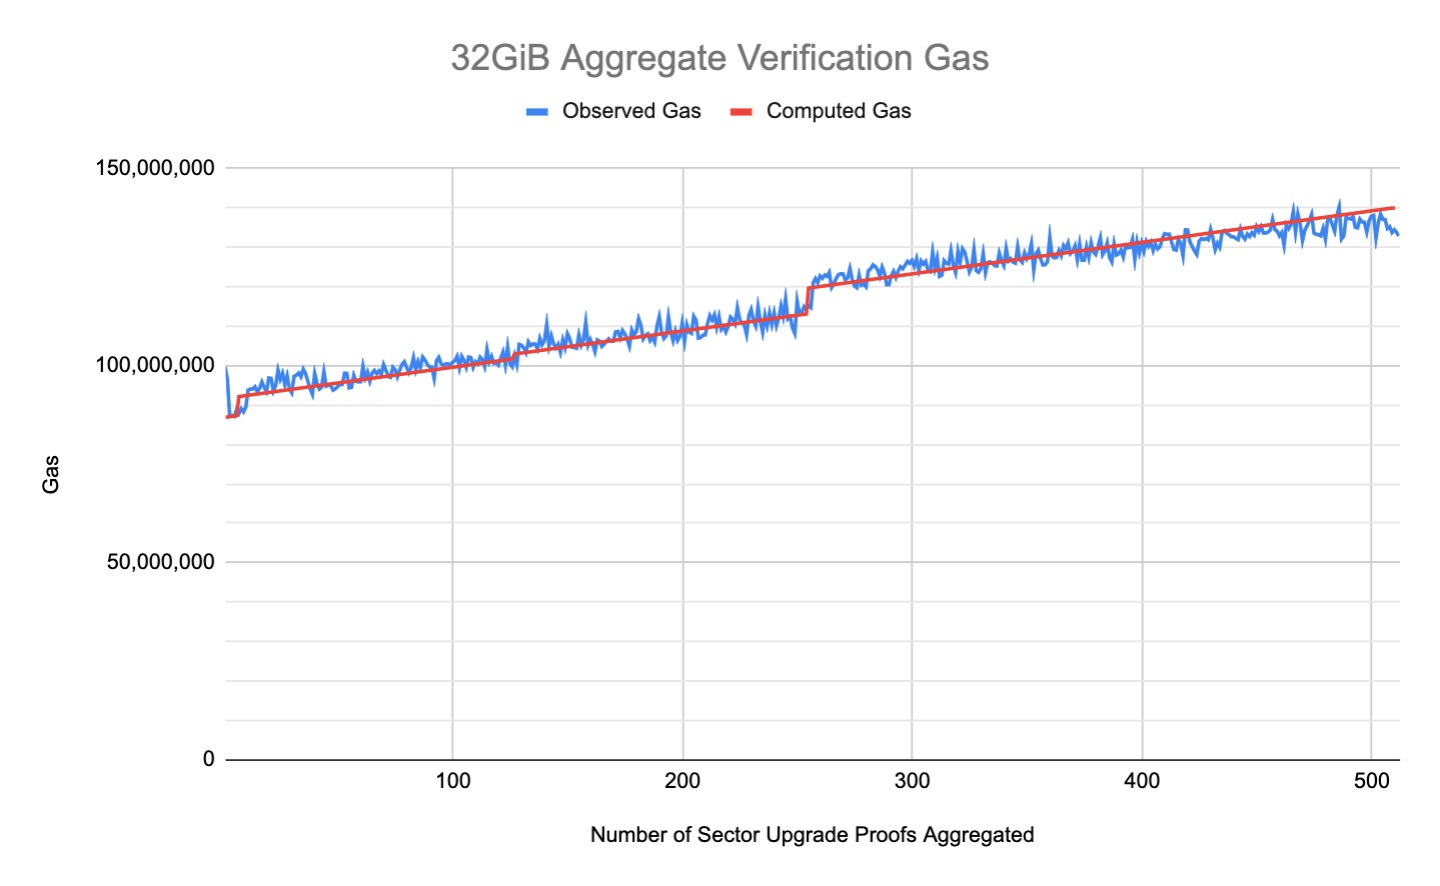 32GiB Aggregate Verification Gas
Observed Gas
Computed Gas
150,000,000
100,000,000
50,000,000
0
Gas
100
200
300
400
500
Number of Sector Upgrade Proofs Aggregated